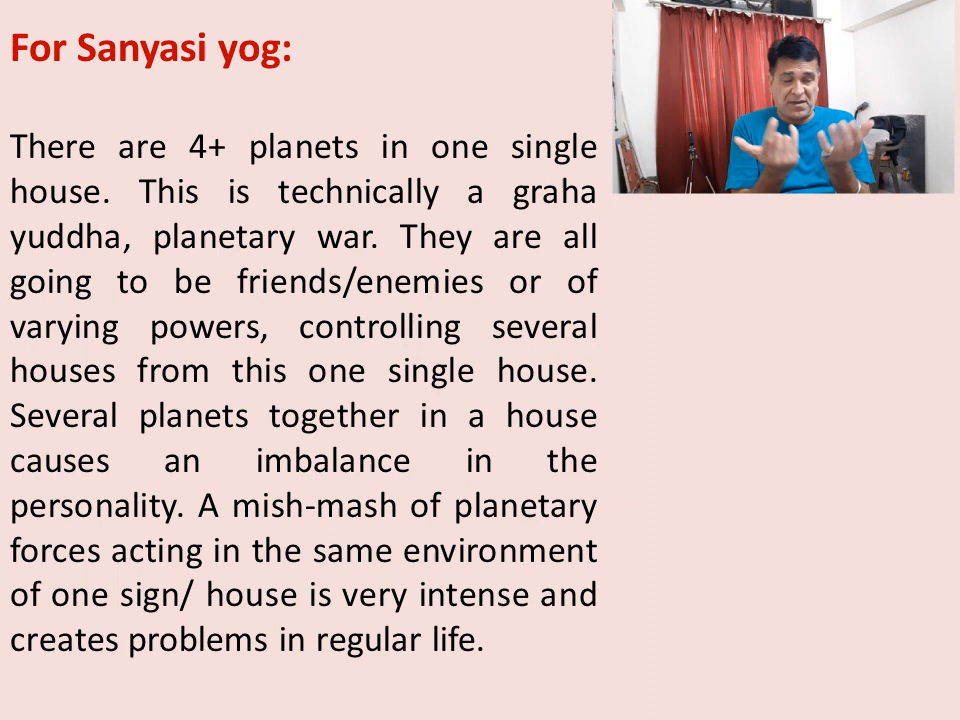 For Sanyasi yog:
There are 4+ planets in one single
house. This is technically a graha
yuddha, planetary war. They are all
going to be friends/enemies or of
varying powers, controlling several
houses from this one single house.
Several planets together in a house
causes an imbalance in the
personality. A mish-mash of planetary
forces acting in the same environment
of one sign/ house is very intense and
creates problems in regular life.